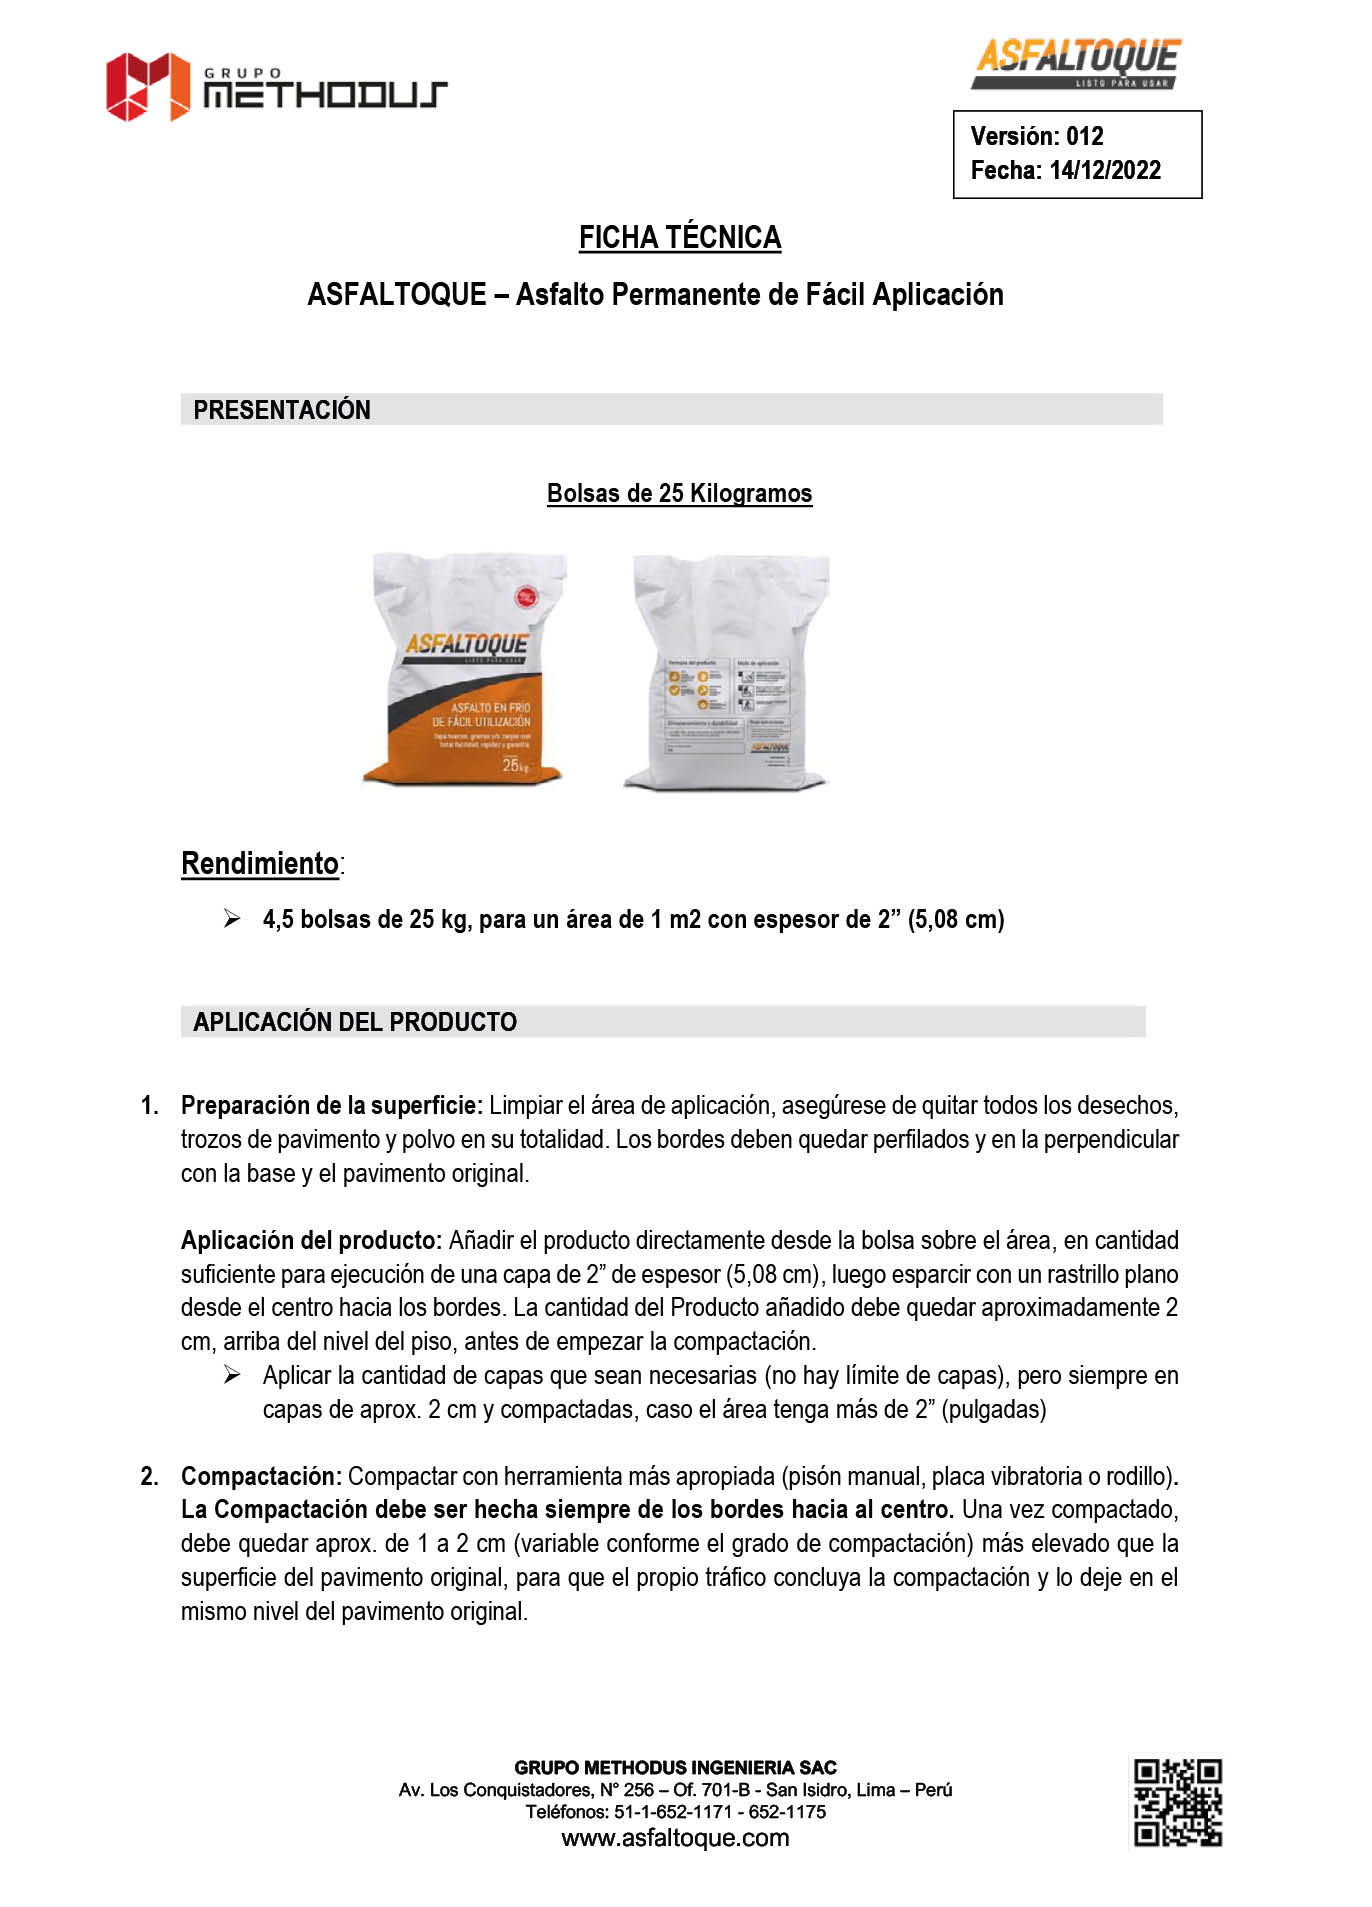 GRUPO
METHODUS
ASFALTOQUE
LISTO PARA USAR
Versión: 012
Fecha: 14/12/2022
FICHA TÉCNICA
ASFALTOQUE – Asfalto Permanente de Fácil Aplicación
PRESENTACIÓN
Bolsas de 25 Kilogramos
ASFALTOQUE
LISTO PARA USAR
ASFALTO EN FRIO
DE FÁCIL UTILIZACIÓN
25kg
Ventajas del producto
Modo de aplicación
ASFALTOQUE
Rendimiento:
➢ 4,5 bolsas de 25 kg, para un área de 1 m2 con espesor de 2” (5,08 cm)
APLICACIÓN DEL PRODUCTO
1. Preparación de la superficie: Limpiar el área de aplicación, asegúrese de quitar todos los desechos,
trozos de pavimento y polvo en su totalidad. Los bordes deben quedar perfilados y en la perpendicular
con la base y el pavimento original.
Aplicación del producto: Añadir el producto directamente desde la bolsa sobre el área, en cantidad
suficiente para ejecución de una capa de 2” de espesor (5,08 cm), luego esparcir con un rastrillo plano
desde el centro hacia los bordes. La cantidad del Producto añadido debe quedar aproximadamente 2
cm, arriba del nivel del piso, antes de empezar la compactación.
➢ Aplicar la cantidad de capas que sean necesarias (no hay límite de capas), pero siempre en
capas de aprox. 2 cm y compactadas, caso el área tenga más de 2” (pulgadas)
2. Compactación: Compactar con herramienta más apropiada (pisón manual, placa vibratoria o rodillo).
La Compactación debe ser hecha siempre de los bordes hacia al centro. Una vez compactado,
debe quedar aprox. de 1 a 2 cm (variable conforme el grado de compactación) más elevado que la
superficie del pavimento original, para que el propio tráfico concluya la compactación y lo deje en el
mismo nivel del pavimento original.
GRUPO METHODUS INGENIERIA SAC
Av. Los Conquistadores, N° 256 – Of. 701-B - San Isidro, Lima – Perú
Teléfonos: 51-1-652-1171 - 652-1175
www.asfaltoque.com